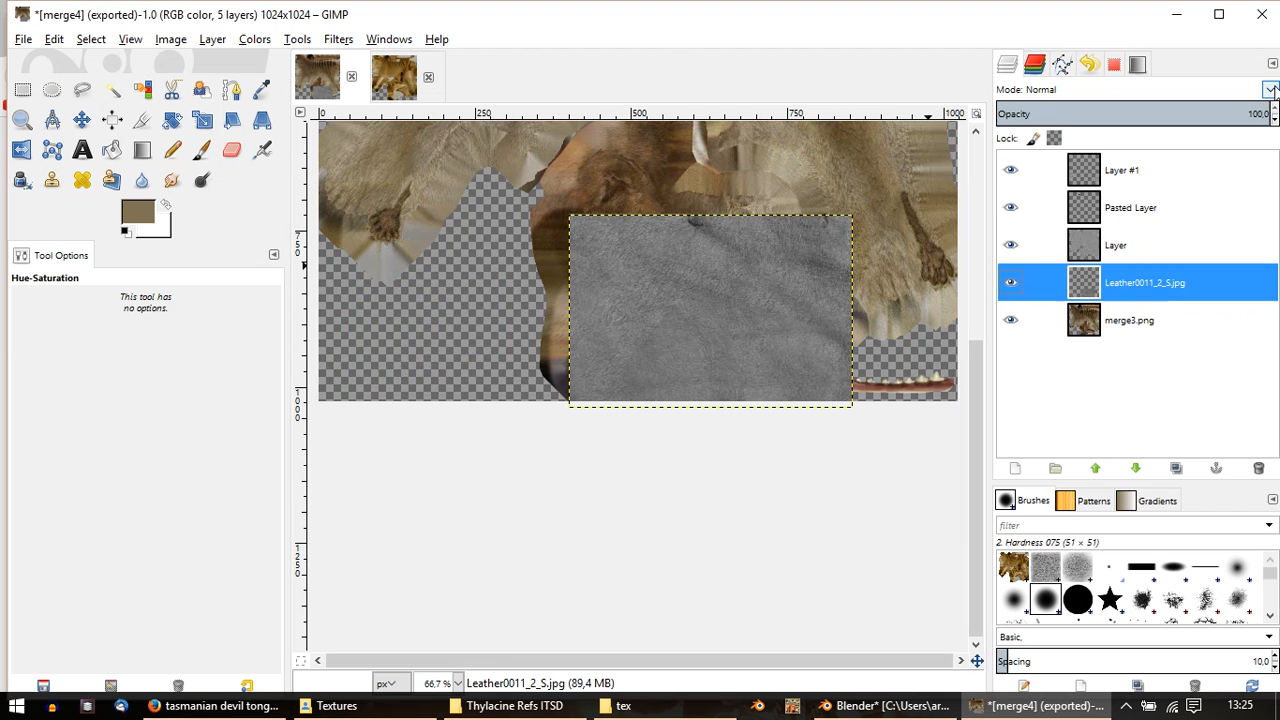 *[merge4] (exported)-1.0 (RGB color, 5 layers) 1024x1024 – GIMP
File Edit Select View Image Layer Colors Tools Filters Windows Help
Mode: Normal
0 250 500 750 1000
Opacity 100,0
Lock:
Layer #1
Pasted Layer
750
Layer
Tool Options
Hue-Saturation
Leather0011_2_S.jpg
This tool has
no options.
merge3.png
1000
Brushes Patterns Gradients
filter
2. Hardness 075 (51 × 51)
1250
Basic,
Spacing 10,0
px 66,7 % Leather0011_2_S.jpg (89,4 MB)
tasmanian devil tong... Textures Thylacine Refs ITSD tex Blender* [C:\Users\ar... *[merge4] (exported)-... 13:25